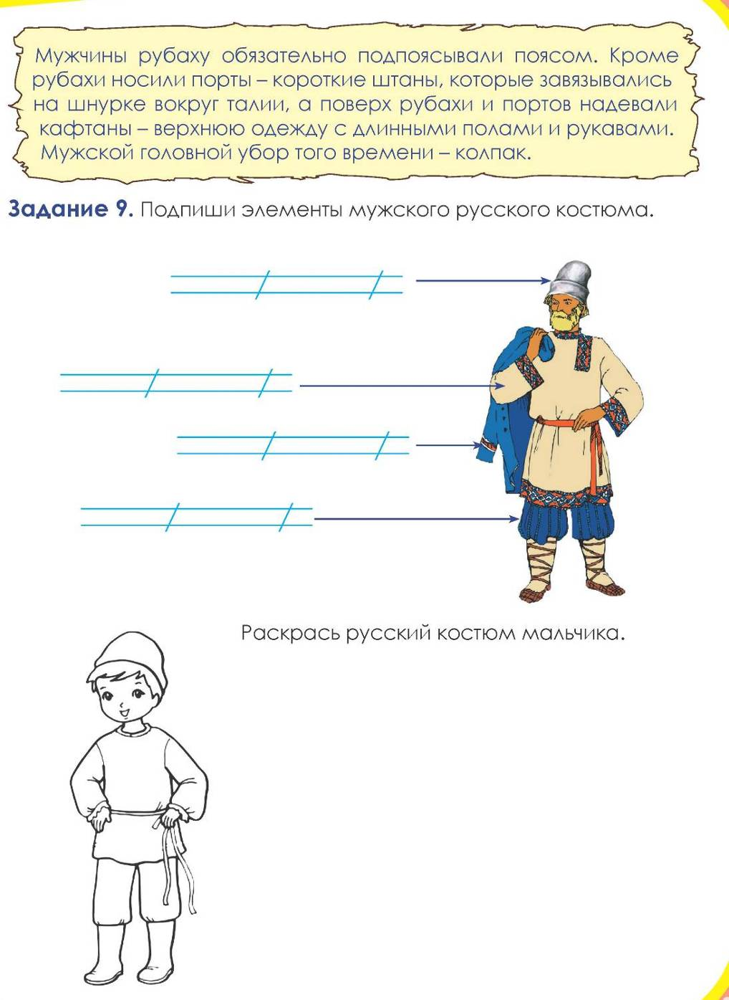 Мужчины рубаху обязательно подпоясывали поясом. Кроме
рубахи носили порты – короткие штаны, которые завязывались
на шнурке вокруг талии, а поверх рубахи и портов надевали
кафтаны – верхнюю одежду с длинными полами и рукавами.
Мужской головной убор того времени – колпак.
Задание 9. Подпиши элементы мужского русского костюма.
Раскрась русский костюм мальчика.